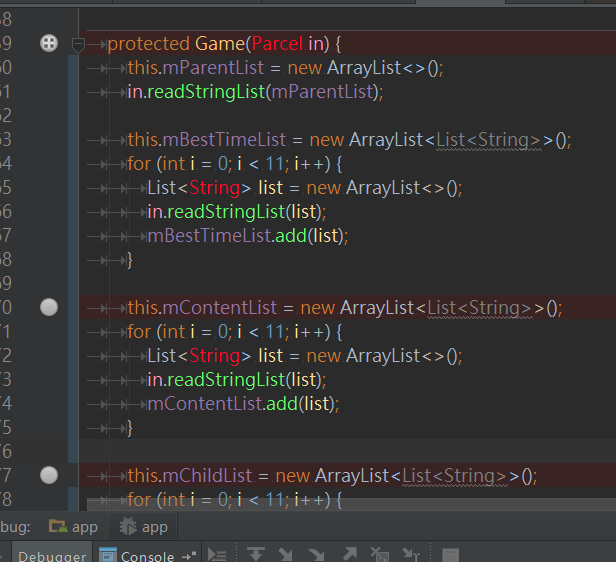 58
59 protected Game(Parcel in) {
60 this.mParentList = new ArrayList<>();
61 in.readStringList(mParentList);
62
63 this.mBestTimeList = new ArrayList<List<String>>();
64 for (int i = 0; i < 11; i++) {
65 List<String> list = new ArrayList<>();
66 in.readStringList(list);
67 mBestTimeList.add(list);
68 }
69
70 this.mContentList = new ArrayList<List<String>>();
71 for (int i = 0; i < 11; i++) {
72 List<String> list = new ArrayList<>();
73 in.readStringList(list);
74 mContentList.add(list);
75 }
76
77 this.mChildList = new ArrayList<List<String>>();
78 for (int i = 0; i < 11; i++) {
bug: app app
Debugger Console